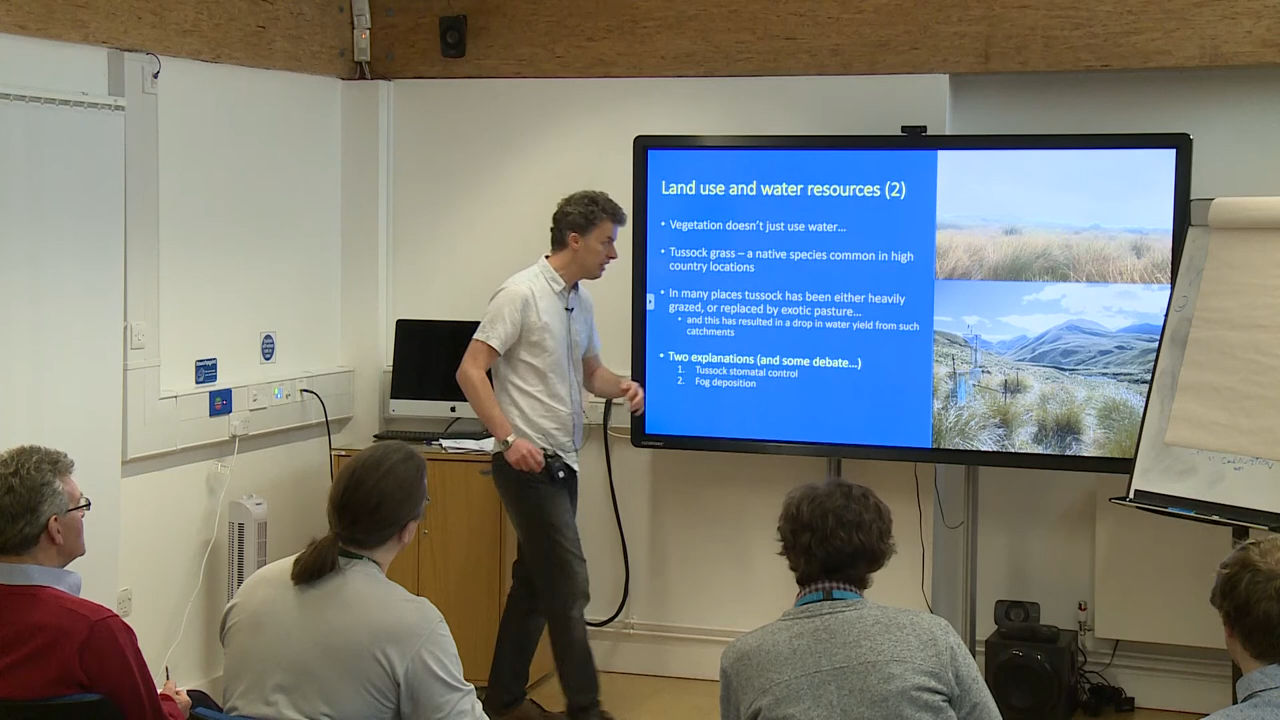 Land use and water resources (2)
• Vegetation doesn't just use water…
• Tussock grass – a native species common in high
country locations
• In many places tussock has been either heavily
grazed, or replaced by exotic pasture…
• and this has resulted in a drop in water yield from such
catchments
• Two explanations (and some debate…)
1. Tussock stomatal control
2. Fog deposition